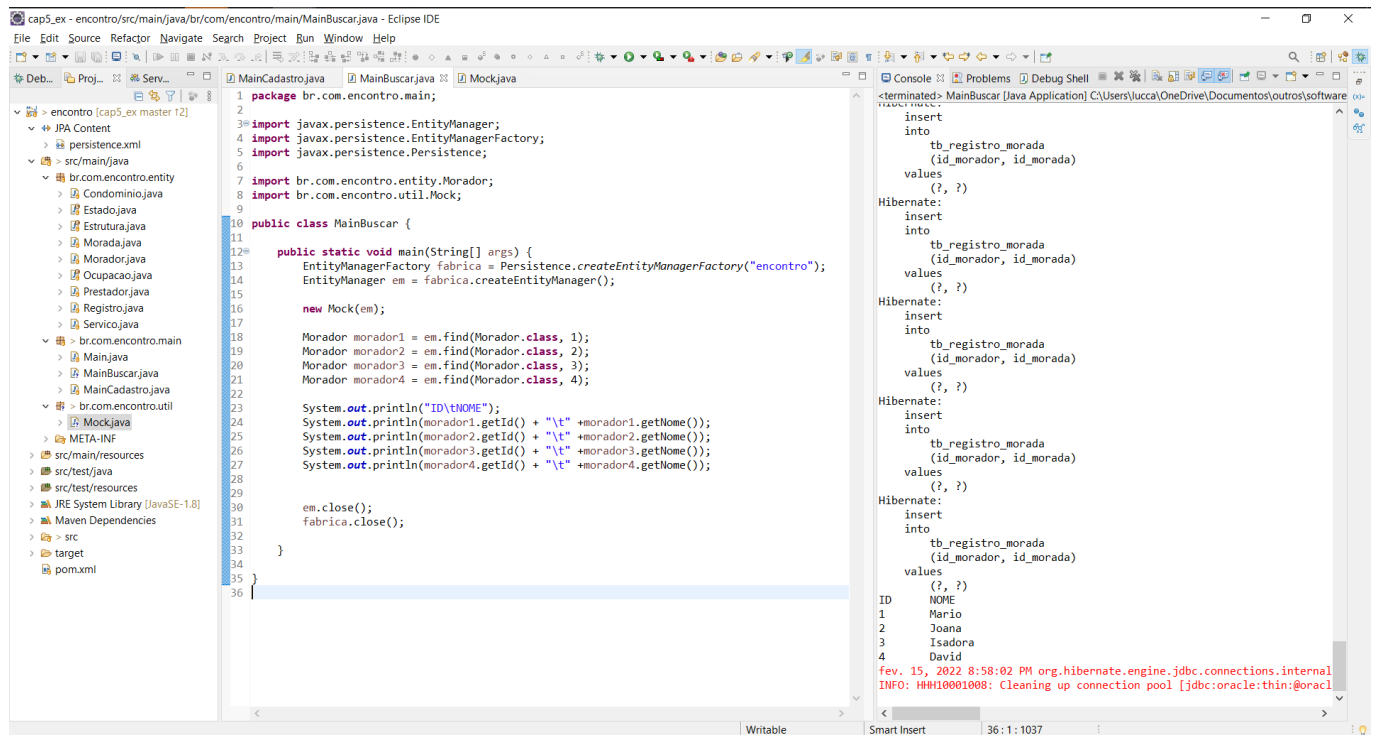 cap5_ex - encontro/src/main/java/br/com/encontro/main/MainBuscar.java - Eclipse IDE
File Edit Source Refactor Navigate Search Project Run Window Help
Deb... Proj... Serv...
encontro [cap5_ex master ↑2]
JPA Content
persistence.xml
> src/main/java
br.com.encontro.entity
Condominio.java
Estado.java
Estrutura.java
Morada.java
Morador.java
Ocupacao.java
Prestador.java
Registro.java
Servico.java
> br.com.encontro.main
Main.java
MainBuscar.java
MainCadastro.java
> br.com.encontro.util
Mock.java
META-INF
src/main/resources
src/test/java
src/test/resources
JRE System Library [JavaSE-1.8]
Maven Dependencies
> src
target
pom.xml
MainCadastro.java MainBuscar.java Mock.java
1 package br.com.encontro.main;
2
3 import javax.persistence.EntityManager;
4 import javax.persistence.EntityManagerFactory;
5 import javax.persistence.Persistence;
6
7 import br.com.encontro.entity.Morador;
8 import br.com.encontro.util.Mock;
9
10 public class MainBuscar {
11
12 public static void main(String[] args) {
13 EntityManagerFactory fabrica = Persistence.createEntityManagerFactory("encontro");
14 EntityManager em = fabrica.createEntityManager();
15
16 new Mock(em);
17
18 Morador morador1 = em.find(Morador.class, 1);
19 Morador morador2 = em.find(Morador.class, 2);
20 Morador morador3 = em.find(Morador.class, 3);
21 Morador morador4 = em.find(Morador.class, 4);
22
23 System.out.println("ID\tNOME");
24 System.out.println(morador1.getId() + "\t" +morador1.getNome());
25 System.out.println(morador2.getId() + "\t" +morador2.getNome());
26 System.out.println(morador3.getId() + "\t" +morador3.getNome());
27 System.out.println(morador4.getId() + "\t" +morador4.getNome());
28
29
30 em.close();
31 fabrica.close();
32
33 }
34
35 }
36
Console Problems Debug Shell
<terminated> MainBuscar [Java Application] C:\Users\lucca\OneDrive\Documentos\outros\software
Hibernate:
insert
into
tb_registro_morada
(id_morador, id_morada)
values
(?, ?)
Hibernate:
insert
into
tb_registro_morada
(id_morador, id_morada)
values
(?, ?)
Hibernate:
insert
into
tb_registro_morada
(id_morador, id_morada)
values
(?, ?)
Hibernate:
insert
into
tb_registro_morada
(id_morador, id_morada)
values
(?, ?)
Hibernate:
insert
into
tb_registro_morada
(id_morador, id_morada)
values
(?, ?)
ID NOME
1 Mario
2 Joana
3 Isadora
4 David
fev. 15, 2022 8:58:02 PM org.hibernate.engine.jdbc.connections.internal
INFO: HHH10001008: Cleaning up connection pool [jdbc:oracle:thin:@oracl
Writable Smart Insert 36 : 1 : 1037